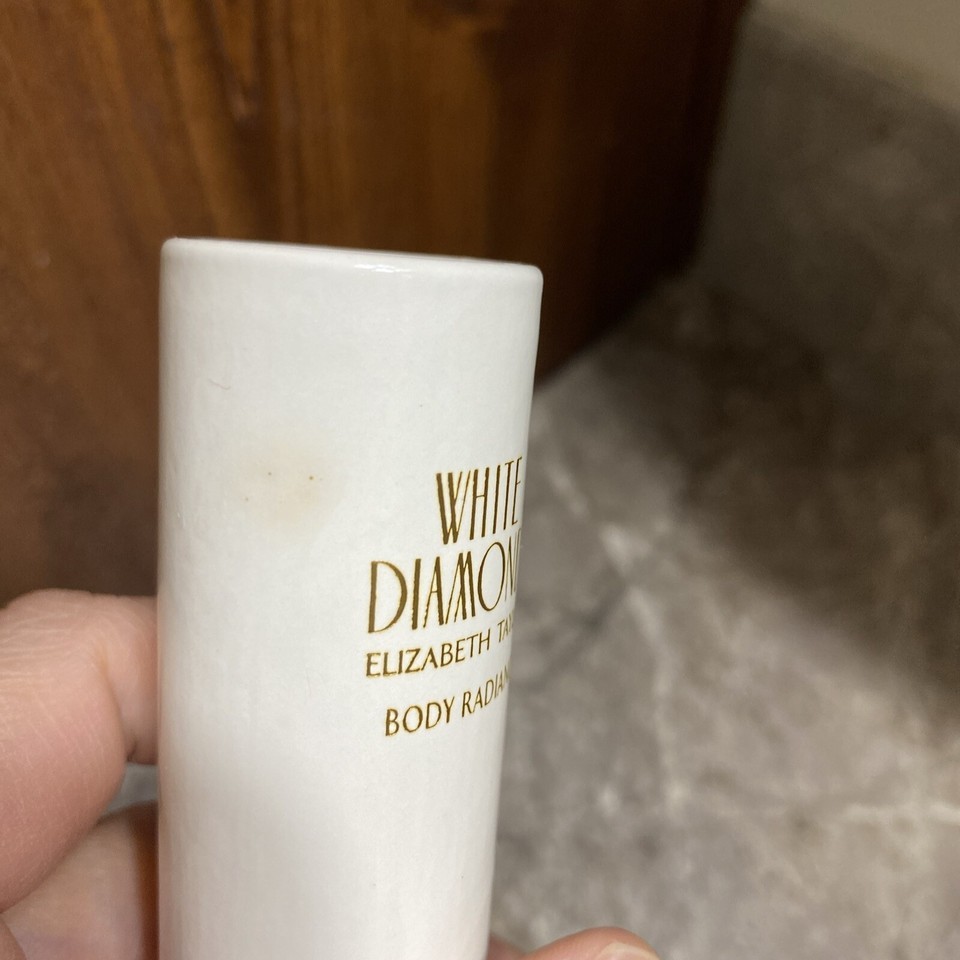 WHITE
DIAMON
ELIZABETH TA
BODY RADIAN